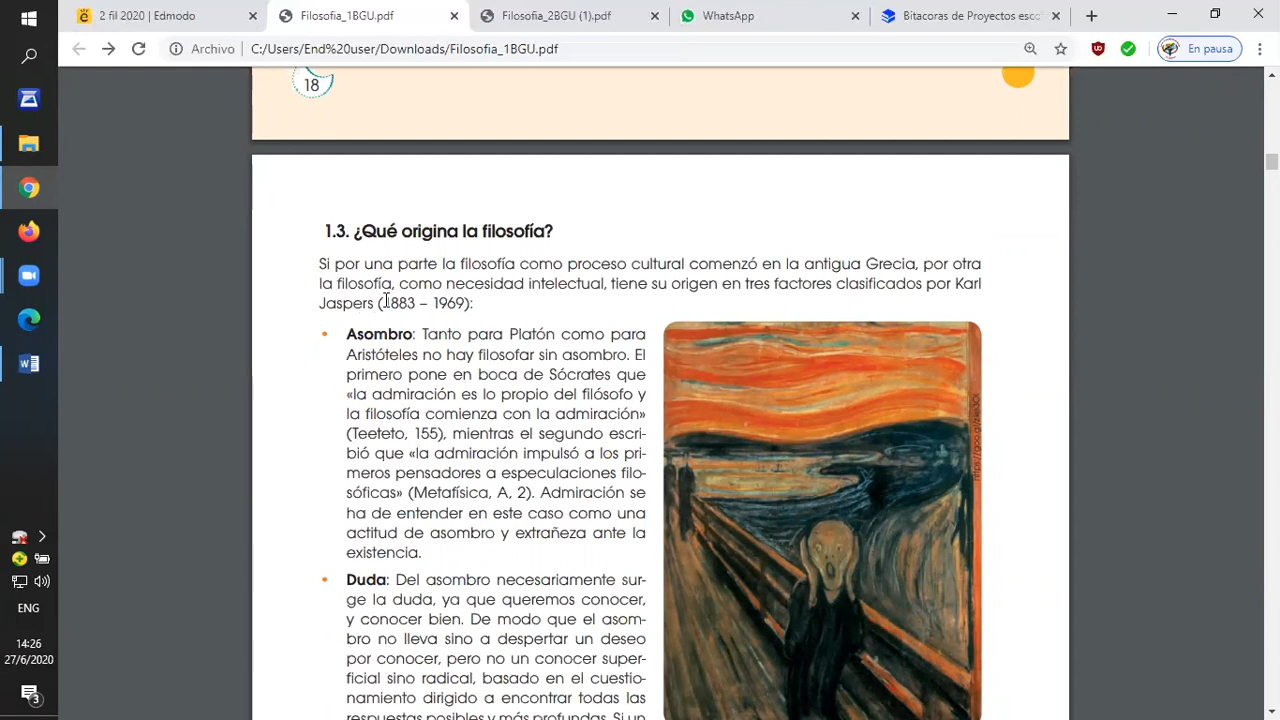 2 fil 2020 | Edmodo
Filosofia_1BGU.pdf
Filosofia_2BGU (1).pdf
WhatsApp
Bitacoras de Proyectos esco
Archivo
C:/Users/End%20user/Downloads/Filosofia_1BGU.pdf
En pausa
18
1.3. ¿Qué origina la filosofía?
Si por una parte la filosofía como proceso cultural comenzó en la antigua Grecia, por otra
la filosofía, como necesidad intelectual, tiene su origen en tres factores clasificados por Karl
Jaspers (1883 – 1969):
• Asombro: Tanto para Platón como para
Aristóteles no hay filosofar sin asombro. El
primero pone en boca de Sócrates que
«la admiración es lo propio del filósofo y
la filosofía comienza con la admiración»
(Teeteto, 155), mientras el segundo escri-
bió que «la admiración impulsó a los pri-
meros pensadores a especulaciones filo-
sóficas» (Metafísica, A, 2). Admiración se
ha de entender en este caso como una
actitud de asombro y extrañeza ante la
existencia.
• Duda: Del asombro necesariamente sur-
ge la duda, ya que queremos conocer,
y conocer bien. De modo que el asom-
bro no lleva sino a despertar un deseo
por conocer, pero no un conocer super-
ficial sino radical, basado en el cuestio-
namiento dirigido a encontrar todas las
respuestas posibles y más profundas. Si un
ENG
14:26
27/6/2020
3